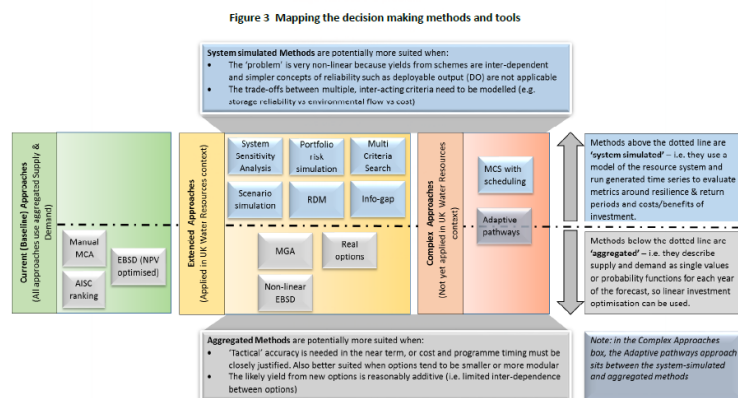 Figure 3 Mapping the decision making methods and tools
System simulated Methods are potentially more suited when:
• The 'problem' is very non-linear because yields from schemes are inter-dependent
and simpler concepts of reliability such as deployable output (DO) are not applicable
• The trade-offs between multiple, inter-acting criteria need to be modelled (e.g.
storage reliability vs environmental flow vs cost)
Current (Baseline) Approaches
(All approaches use aggregated Supply &
Demand)
Manual
MCA
AISC
ranking
EBSD (NPV
optimised)
Extended Approaches
(Applied in UK Water Resources context)
System
Sensitivity
Analysis
Portfolio
risk
simulation
Multi
Criteria
Search
Scenario
simulation
RDM
Info-gap
MGA
Real
options
Non-linear
EBSD
Complex Approaches
(Not yet applied in UK Water Resources
context)
MCS with
scheduling
Adaptive
pathways
Methods above the dotted line are
'system simulated' – i.e. they use a
model of the resource system and
run generated time series to evaluate
metrics around resilience & return
periods and costs/benefits of
investment.
Methods below the dotted line are
'aggregated' – i.e. they describe
supply and demand as single values
or probability functions for each year
of the forecast, so linear investment
optimisation can be used.
Aggregated Methods are potentially more suited when:
• 'Tactical' accuracy is needed in the near term, or cost and programme timing must be
closely justified. Also better suited when options tend to be smaller or more modular
• The likely yield from new options is reasonably additive (i.e. limited inter-dependence
between options)
Note: in the Complex Approaches
box, the Adaptive pathways approach
sits between the system-simulated
and aggregated methods